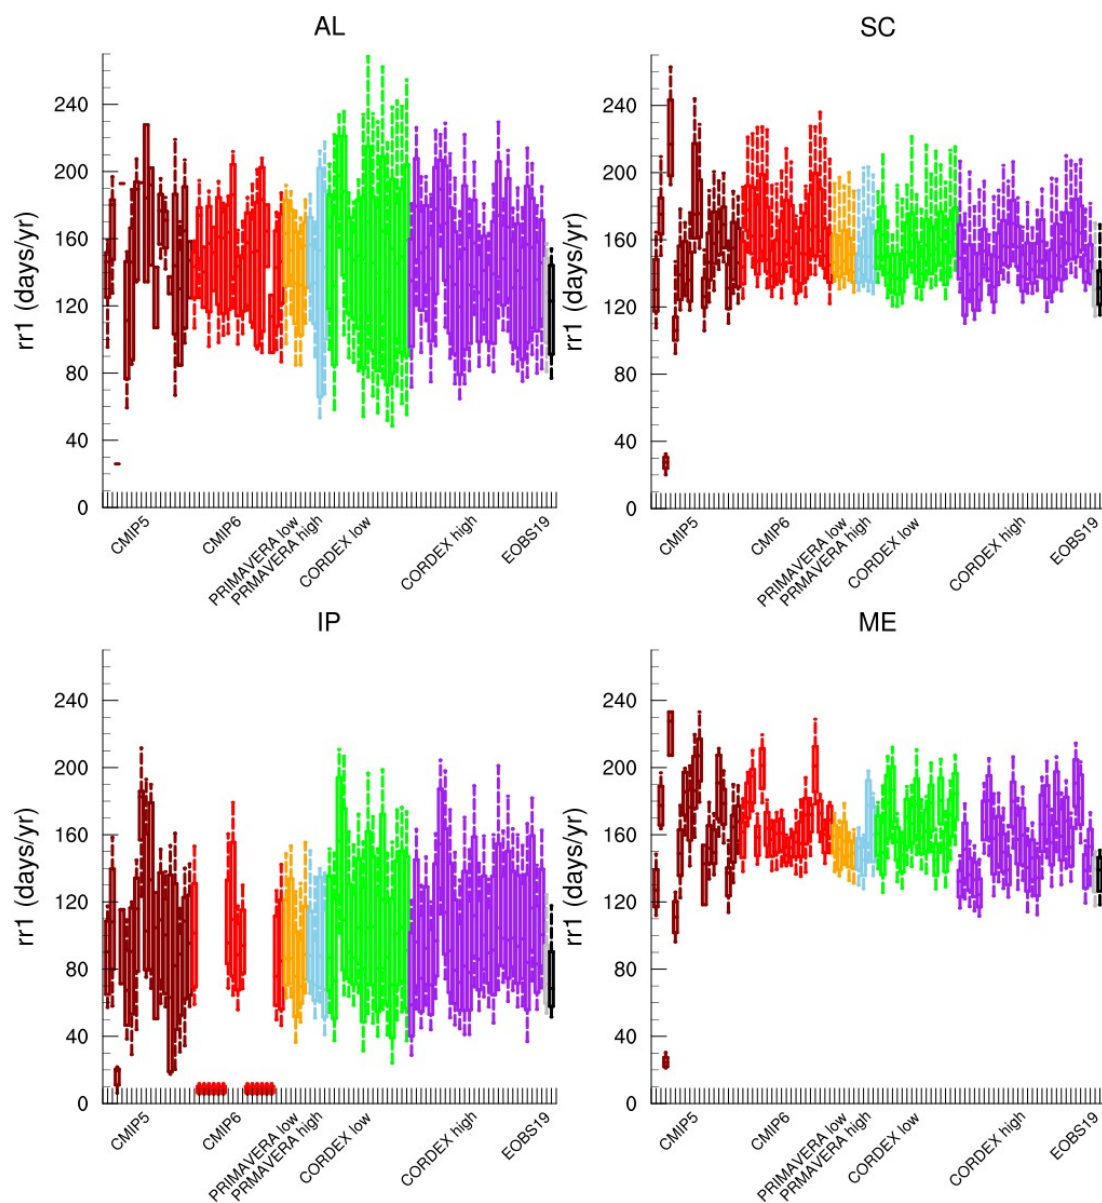 AL
rr1 (days/yr)
240
200
160
120
80
40
0
CMIP5
CMIP6
PRIMAVERA low
PRMAVERA high
CORDEX low
CORDEX high
EOBS19
SC
rr1 (days/yr)
240
200
160
120
80
40
0
CMIP5
CMIP6
PRIMAVERA low
PRMAVERA high
CORDEX low
CORDEX high
EOBS19
IP
rr1 (days/yr)
240
200
160
120
80
40
0
CMIP5
CMIP6
PRIMAVERA low
PRMAVERA high
CORDEX low
CORDEX high
EOBS19
ME
rr1 (days/yr)
240
200
160
120
80
40
0
CMIP5
CMIP6
PRIMAVERA low
PRMAVERA high
CORDEX low
CORDEX high
EOBS19